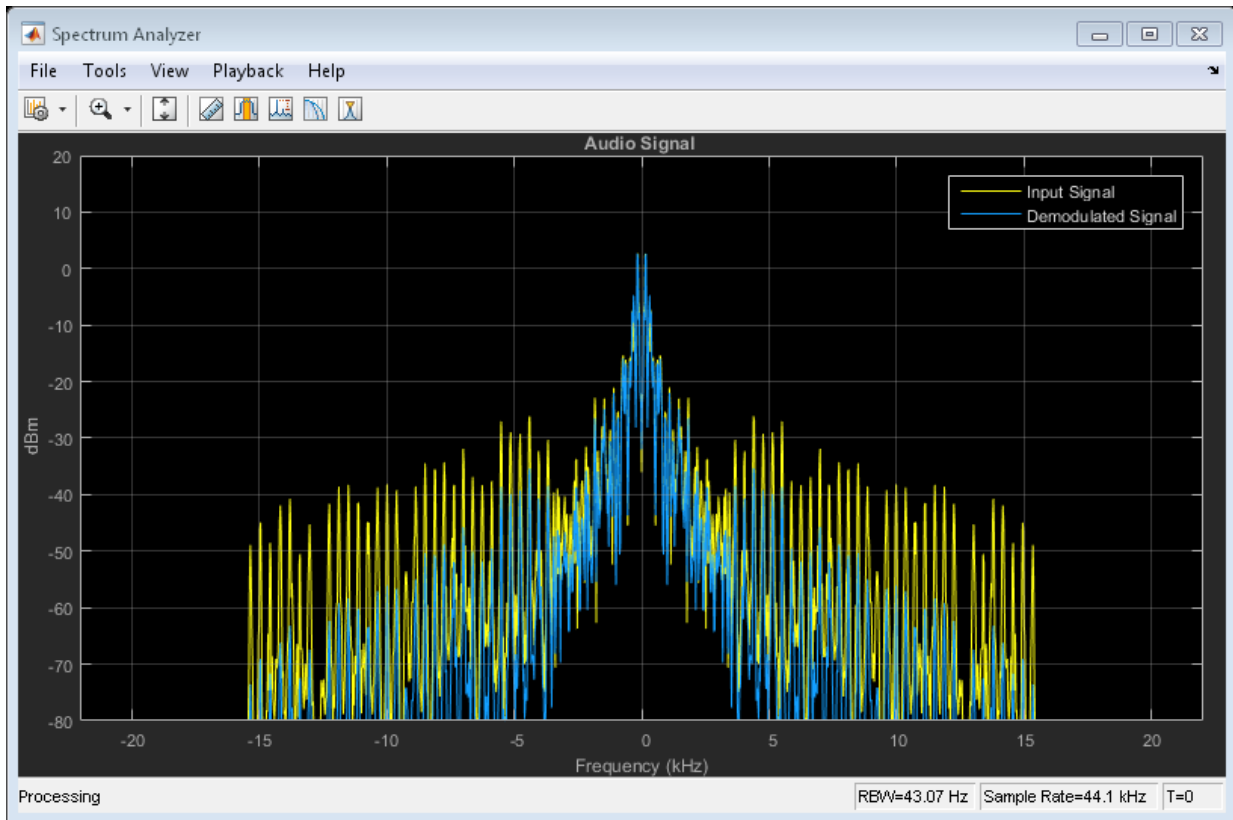 Spectrum Analyzer
File Tools View Playback Help
Audio Signal
Input Signal
Demodulated Signal
20
10
0
-10
-20
-30
-40
-50
-60
-70
-80
dBm
-20 -15 -10 -5 0 5 10 15 20
Frequency (kHz)
Processing RBW=43.07 Hz Sample Rate=44.1 kHz T=0